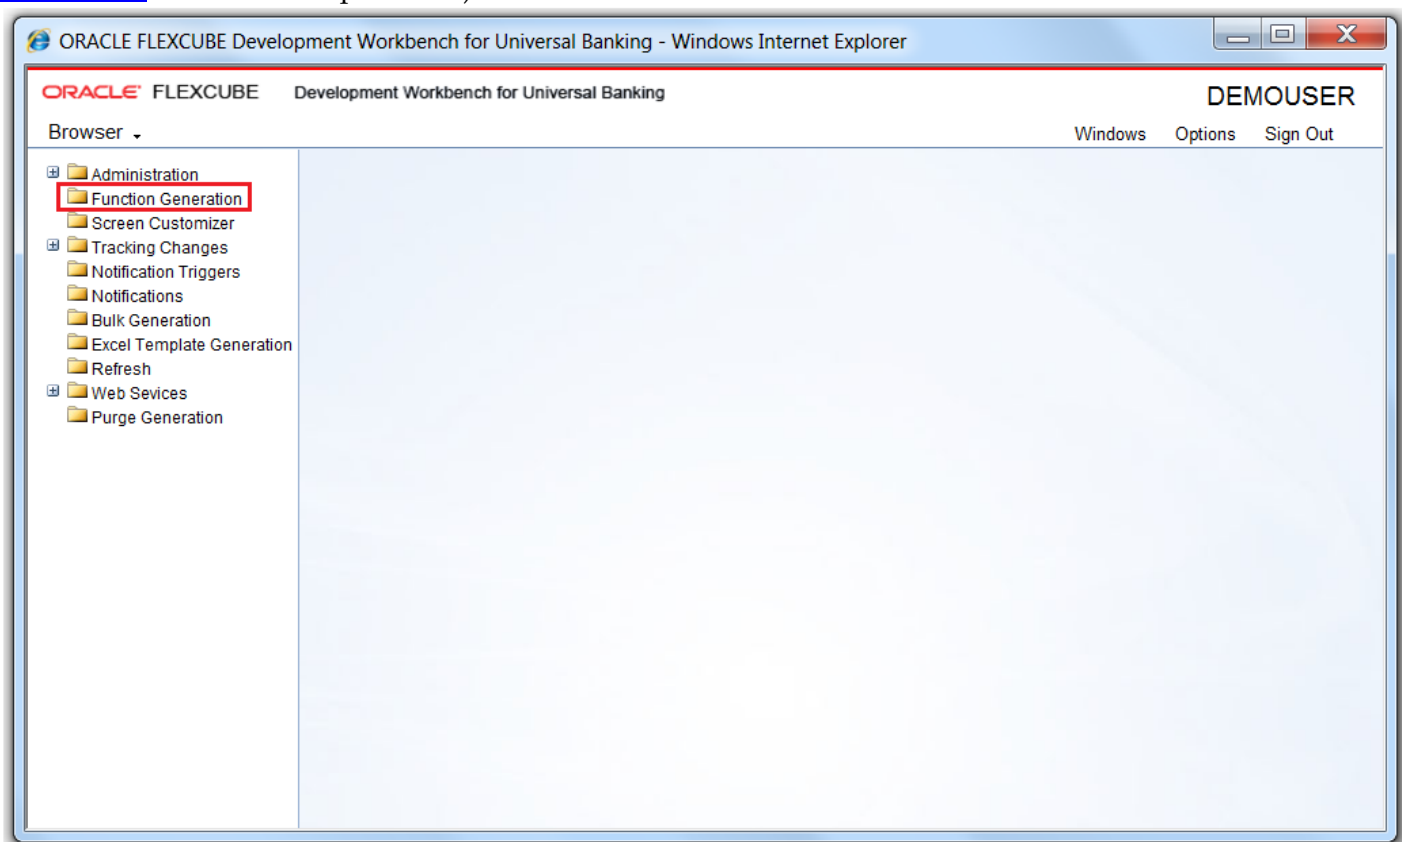 ORACLE FLEXCUBE Development Workbench for Universal Banking - Windows Internet Explorer
ORACLE FLEXCUBE Development Workbench for Universal Banking
DEMOUSER
Browser
Windows Options Sign Out
Administration
Function Generation
Screen Customizer
Tracking Changes
Notification Triggers
Notifications
Bulk Generation
Excel Template Generation
Refresh
Web Sevices
Purge Generation